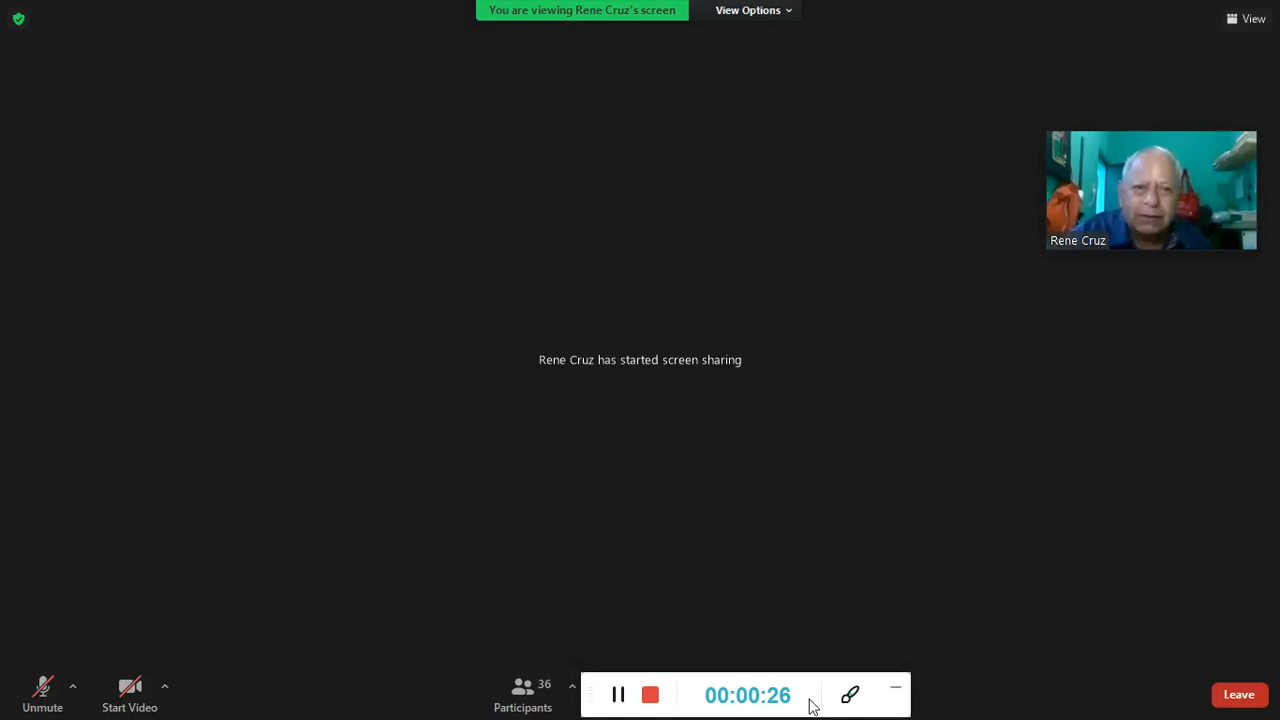 You are viewing Rene Cruz's screen
View Options
View
Rene Cruz
Rene Cruz has started screen sharing
Unmute
Start Video
36
Participants
00:00:26
Leave